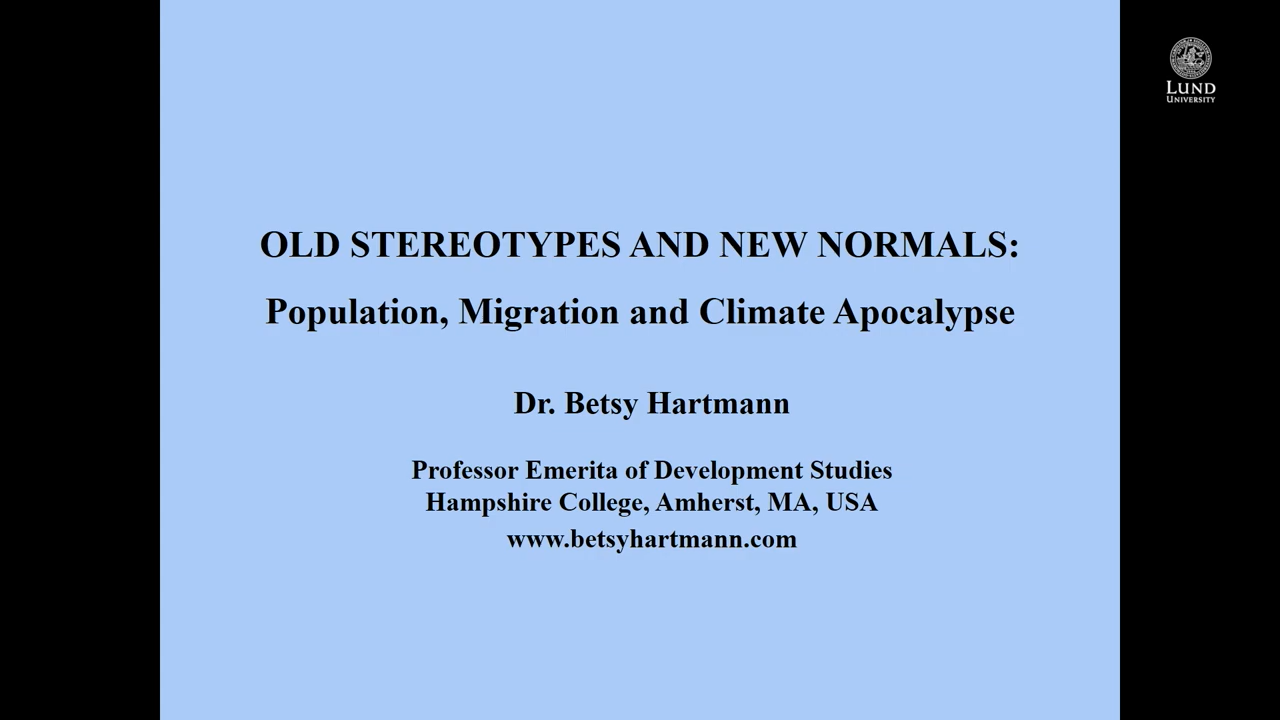 OLD STEREOTYPES AND NEW NORMALS:
Population, Migration and Climate Apocalypse
Dr. Betsy Hartmann
Professor Emerita of Development Studies
Hampshire College, Amherst, MA, USA
www.betsyhartmann.com
LUND
UNIVERSITY